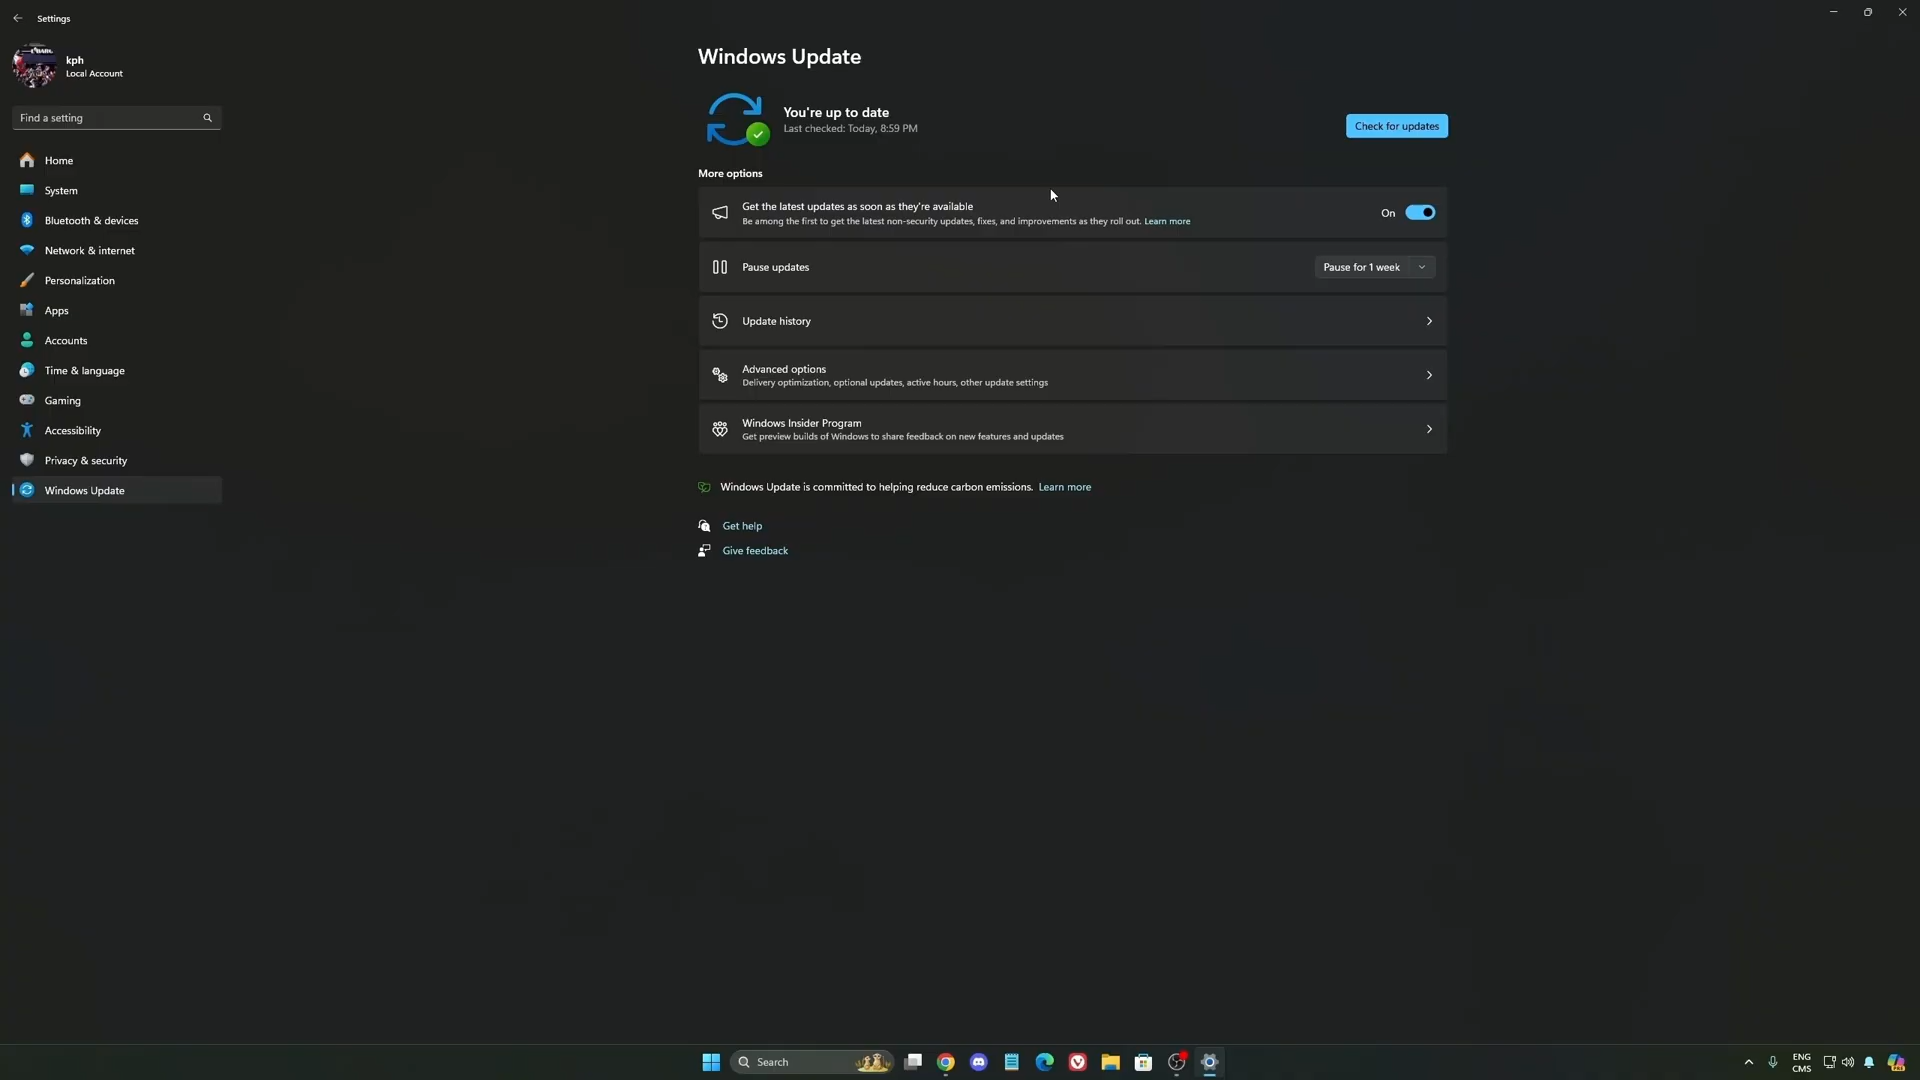 Settings
kph
Local Account
Find a setting
Home
System
Bluetooth & devices
Network & internet
Personalization
Apps
Accounts
Time & language
Gaming
Accessibility
Privacy & security
Windows Update
Windows Update
You're up to date
Last checked: Today, 8:59 PM
Check for updates
More options
Get the latest updates as soon as they're available
Be among the first to get the latest non-security updates, fixes, and improvements as they roll out. Learn more
On
Pause updates
Pause for 1 week
Update history
Advanced options
Delivery optimization, optional updates, active hours, other update settings
Windows Insider Program
Get preview builds of Windows to share feedback on new features and updates
Windows Update is committed to helping reduce carbon emissions. Learn more
Get help
Give feedback
Search
ENG
CMS